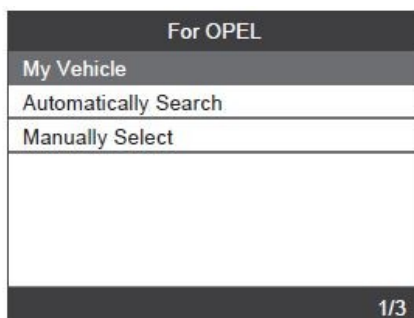 For OPEL
My Vehicle
Automatically Search
Manually Select
1/3